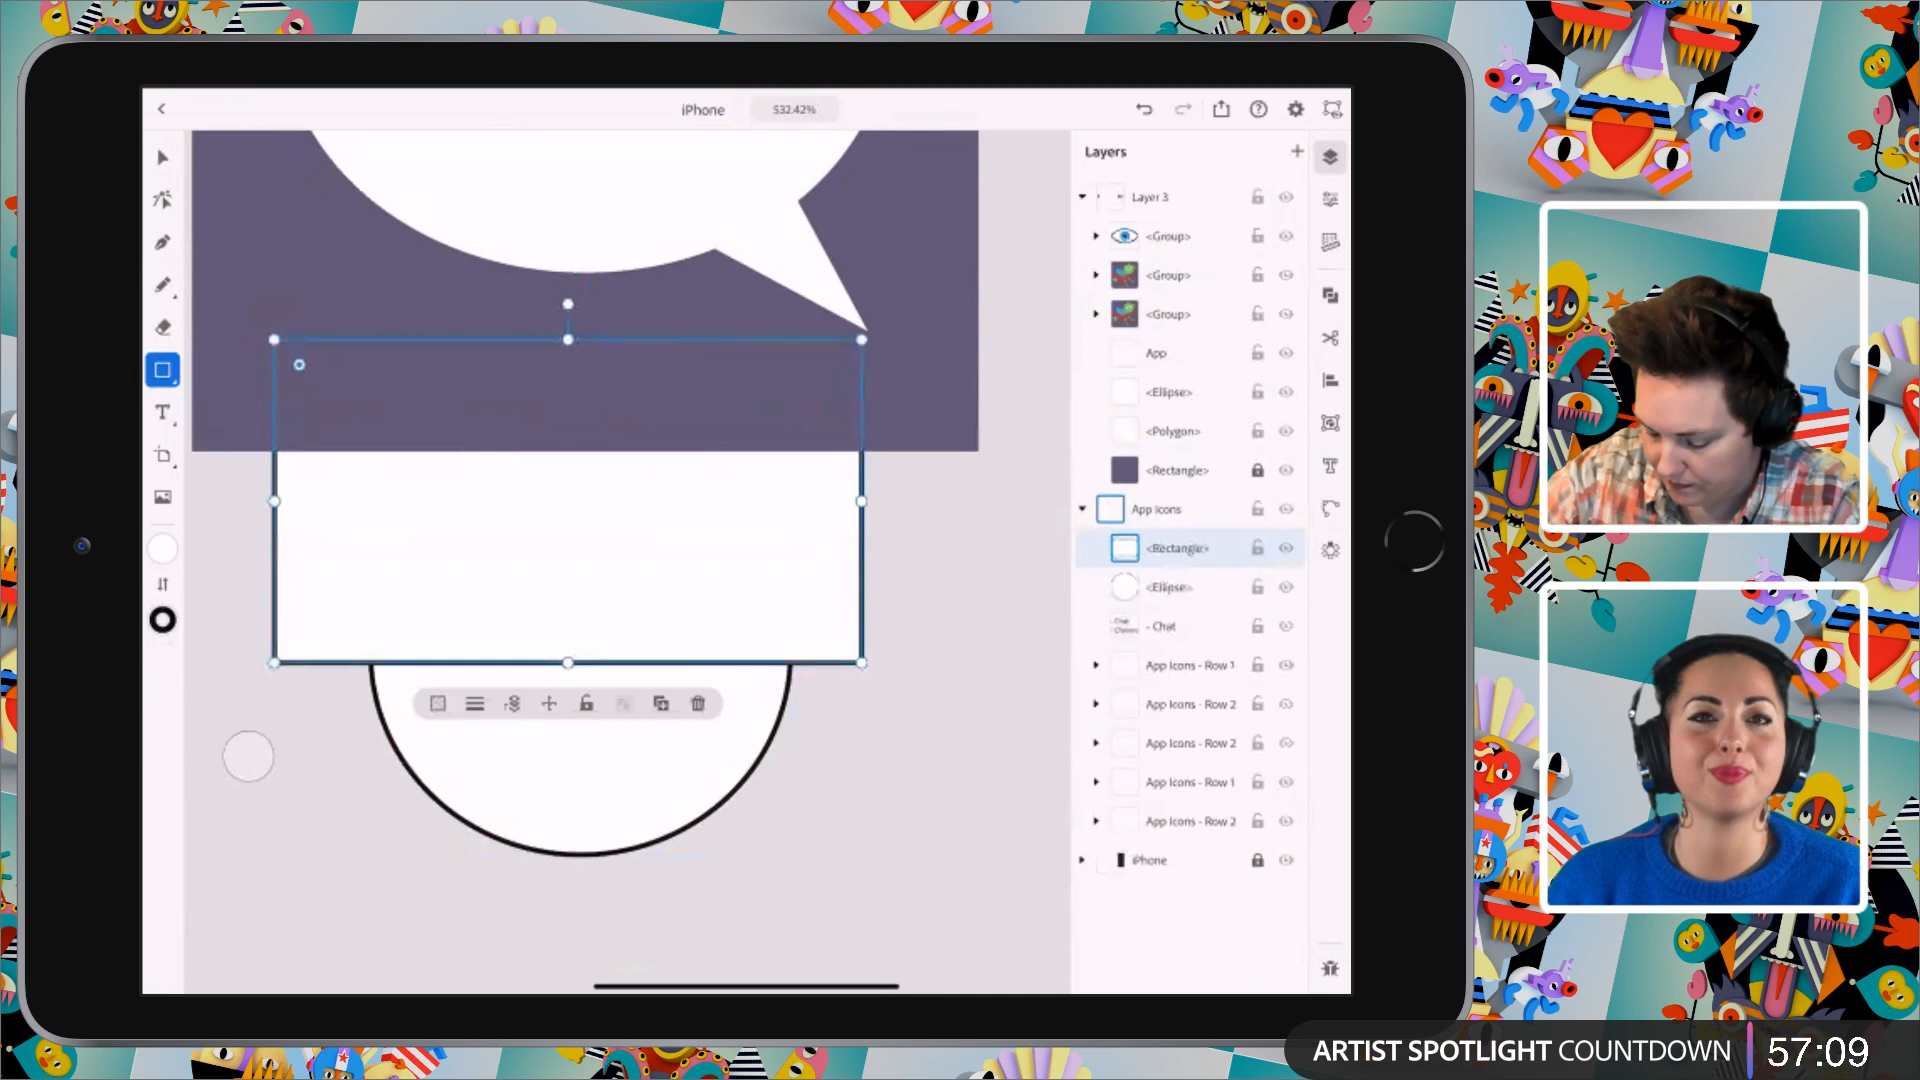 iPhone
532.42%
Layers
Layer 3
<Group>
<Group>
<Group>
App
<Ellipse>
<Polygon>
<Rectangle>
App Icons
<Rectangle>
<Ellipse>
- Chat
App Icons - Row 1
App Icons - Row 2
App Icons - Row 2
App Icons - Row 1
App Icons - Row 2
iPhone
ARTIST SPOTLIGHT COUNTDOWN 57:09